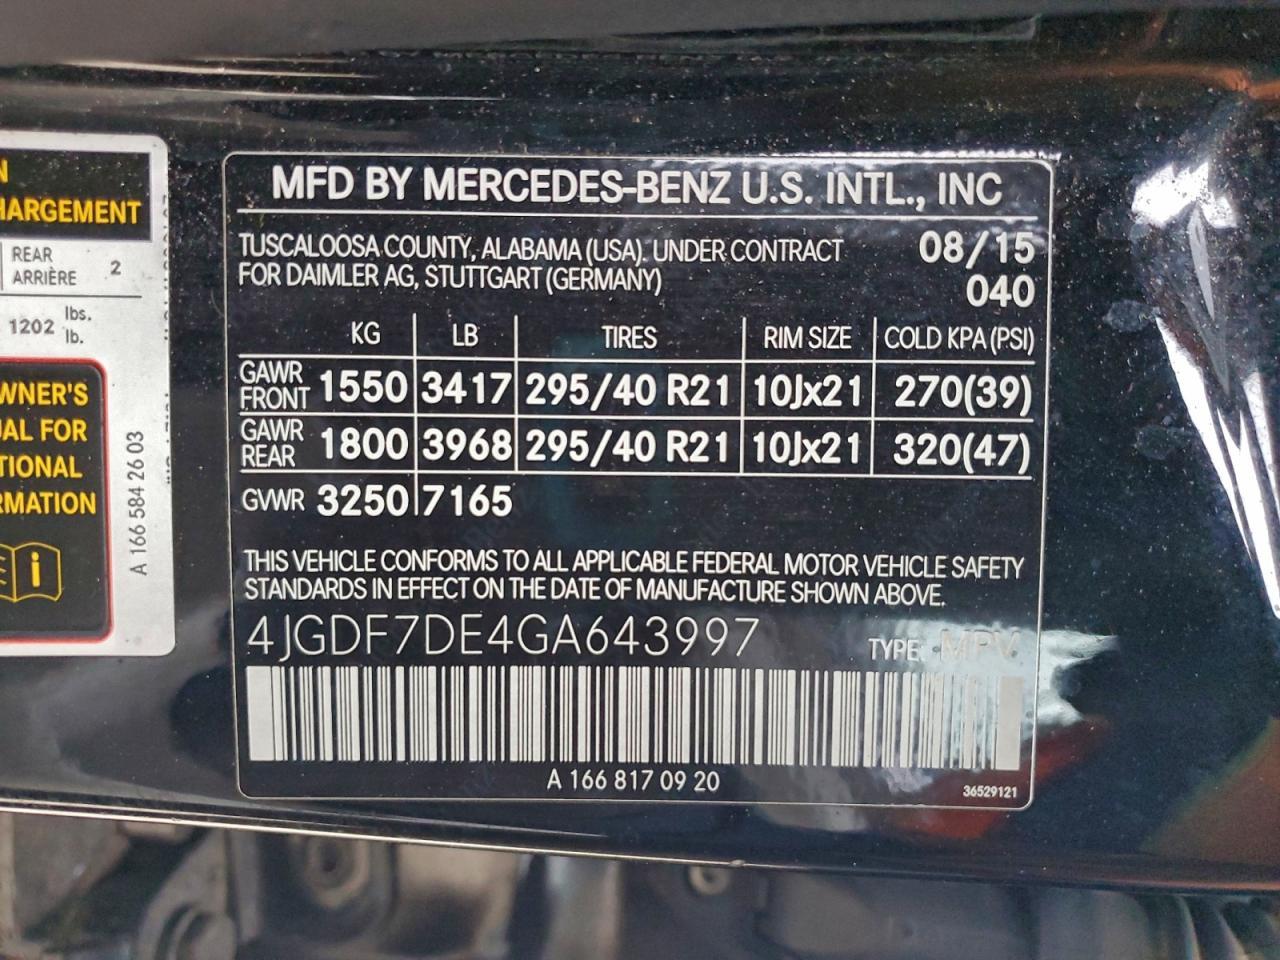 N
HARGEMENT
REAR
ARRIÈRE 2
1202 lbs.
lb.
WNER'S
UAL FOR
TIONAL
RMATION
i
A 166 584 26 03
MFD BY MERCEDES-BENZ U.S. INTL., INC
TUSCALOOSA COUNTY, ALABAMA (USA). UNDER CONTRACT 08/15
FOR DAIMLER AG, STUTTGART (GERMANY) 040
KG LB TIRES RIM SIZE COLD KPA (PSI)
GAWR FRONT 1550 3417 295/40 R21 10Jx21 270(39)
GAWR REAR 1800 3968 295/40 R21 10Jx21 320(47)
GVWR 3250 7165
THIS VEHICLE CONFORMS TO ALL APPLICABLE FEDERAL MOTOR VEHICLE SAFETY
STANDARDS IN EFFECT ON THE DATE OF MANUFACTURE SHOWN ABOVE.
4JGDF7DE4GA643997 TYPE: MPV
A 166 817 09 20
36529121